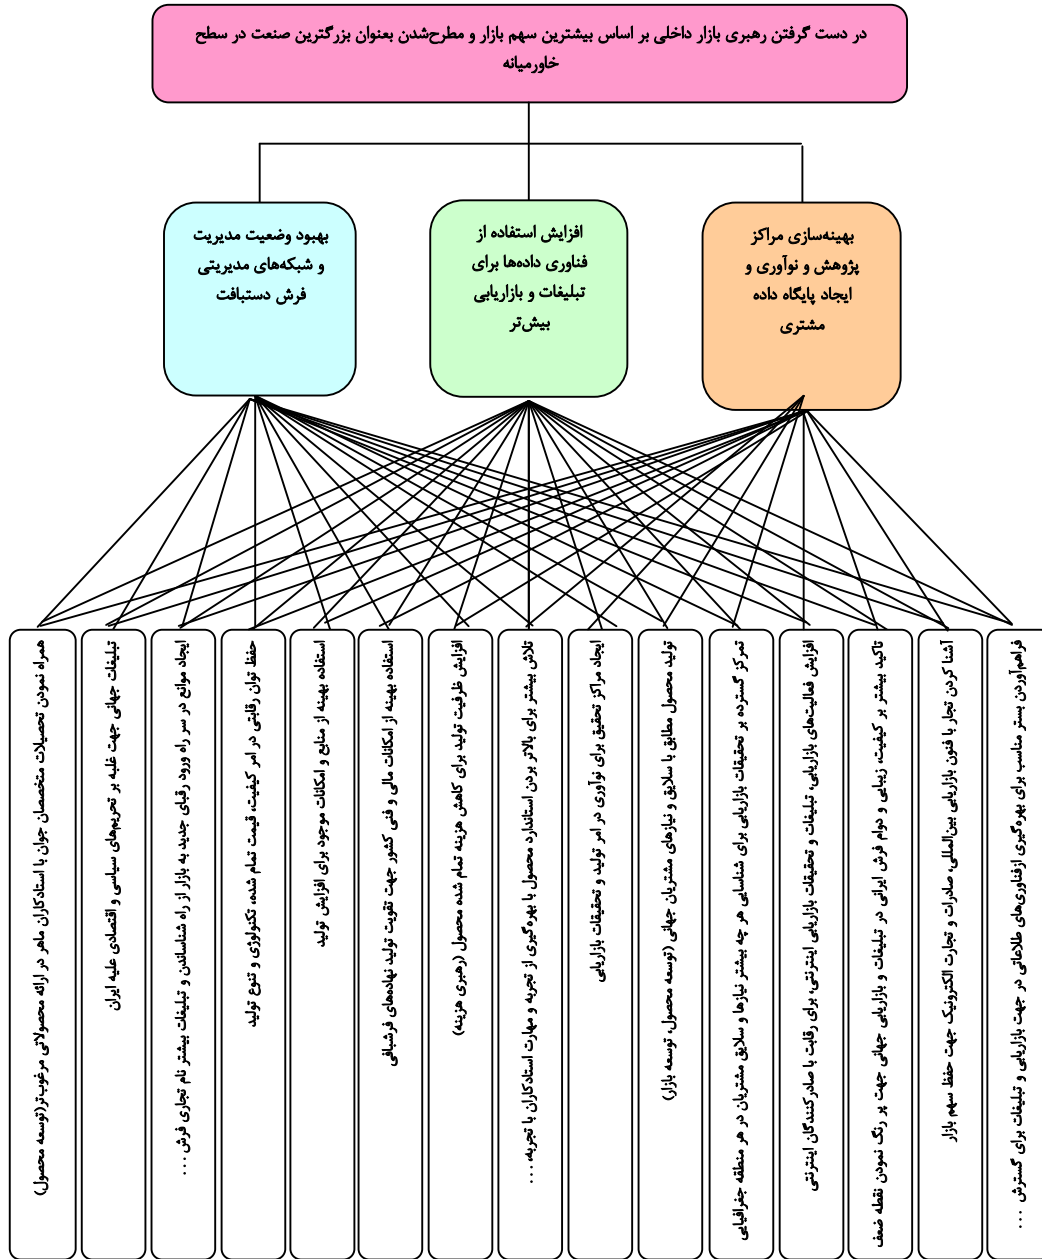 در دست گرفتن رهبری بازار داخلی بر اساس بیشترین سهم بازار و مطرح‌شدن بعنوان بزرگترین صنعت در سطح
خاورمیانه
بهینه‌سازی مراکز
پژوهش و نوآوری و
ایجاد پایگاه داده
مشتری
افزایش استفاده از
فناوری داده‌ها برای
تبلیغات و بازاریابی
بیش‌تر
بهبود وضعیت مدیریت
و شبکه‌های مدیریتی
فرش دستبافت
فراهم‌آوردن بستر مناسب برای بهره‌گیری ازفناوری‌های طلاعاتی در جهت بازاریابی و تبلیغات برای گسترش ...
آشنا کردن تجار با فنون بازاریابی بین‌المللی، صادرات و تجارت الکترونیک جهت حفظ سهم بازار
تاکید بیشتر بر کیفیت، زیبایی و دوام فرش ایرانی در تبلیغات و بازاریابی جهانی جهت پر رنگ نمودن نقطه ضعف
افزایش فعالیت‌های بازاریابی، تبلیغات و تحقیقات بازاریابی اینترنتی، برای رقابت با صادرکنندگان اینترنتی
تمرکز گسترده بر تحقیقات بازاریابی برای شناسایی هر چه بیشتر نیازها و سلایق مشتریان در هر منطقه جغرافیایی
تولید محصول مطابق با سلایق و نیازهای مشتریان جهانی (توسعه محصول، توسعه بازار)
ایجاد مراکز تحقیق برای نوآوری در امر تولید و تحقیقات بازاریابی
تلاش بیشتر برای بالاتر بردن استاندارد محصول با بهره‌گیری از تجربه و مهارت استادکاران با تجربه، ...
افزایش ظرفیت تولید برای کاهش هزینه تمام شده محصول (رهبری هزینه)
استفاده بهینه از امکانات مالی و فنی کشور جهت تقویت تولید نهاده‌های فرشبافی
استفاده بهینه از منابع و امکانات موجود برای افزایش تولید
حفظ توان رقابتی در امر کیفیت، قیمت تمام شده، تکنولوژی و تنوع تولید
ایجاد موانع در سر راه ورود رقبای جدید به بازار از راه شناساندن و تبلیغات بیشتر نام تجاری فرش ...
تبلیغات جهانی جهت غلبه بر تحریم‌های سیاسی و اقتصادی علیه ایران
همراه نمودن تحصیلات متخصصان جوان با استادکاران ماهر در ارائه محصولاتی مرغوب‌تر(توسعه محصول)